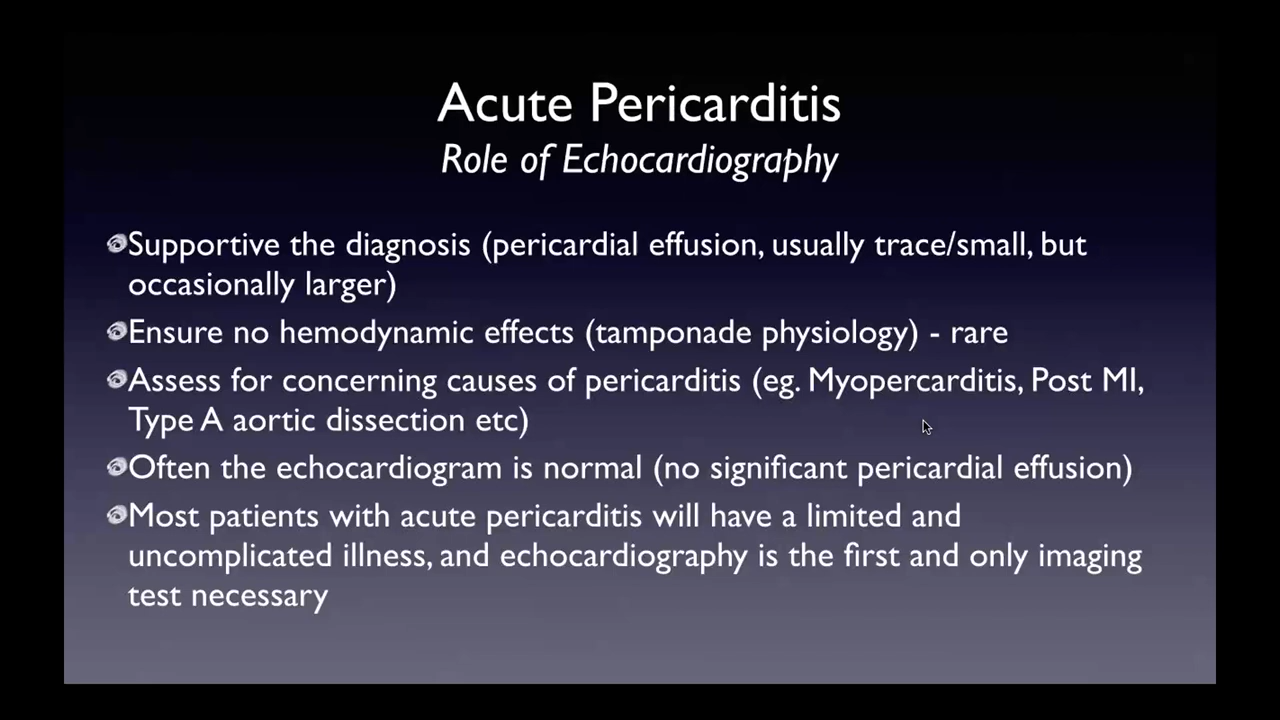 Acute Pericarditis
Role of Echocardiography
Supportive the diagnosis (pericardial effusion, usually trace/small, but
occasionally larger)
Ensure no hemodynamic effects (tamponade physiology) - rare
Assess for concerning causes of pericarditis (eg. Myopercarditis, Post MI,
Type A aortic dissection etc)
Often the echocardiogram is normal (no significant pericardial effusion)
Most patients with acute pericarditis will have a limited and
uncomplicated illness, and echocardiography is the first and only imaging
test necessary